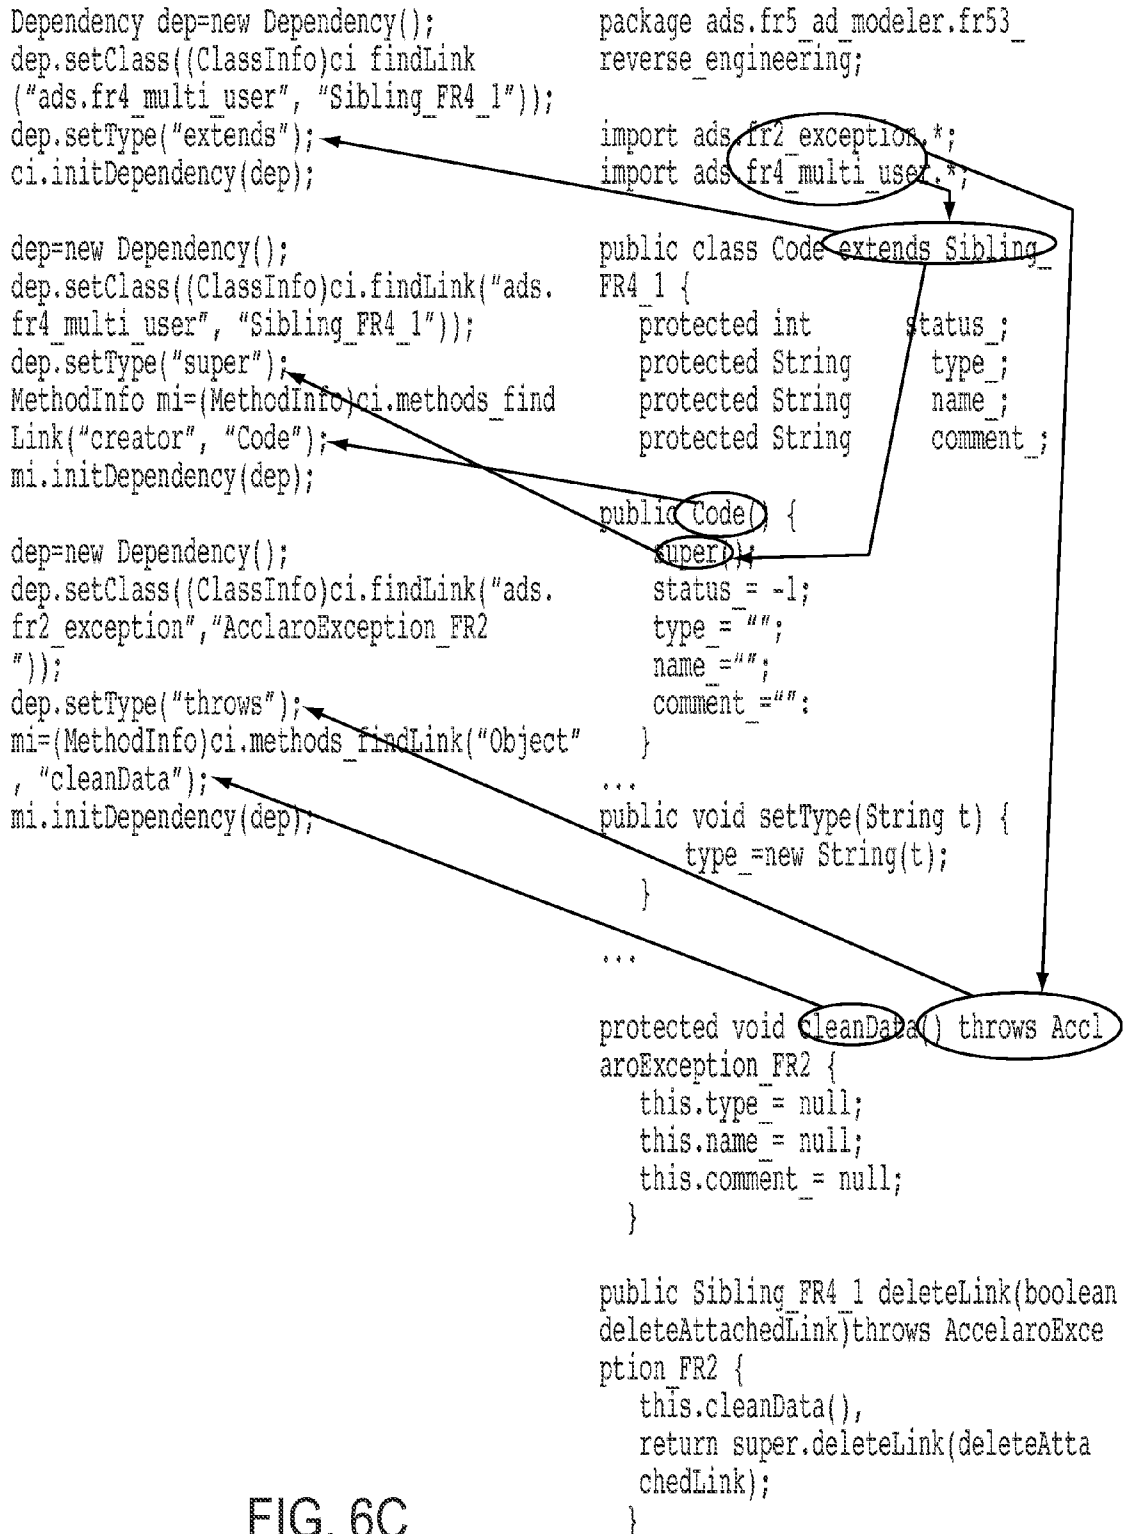 Dependency dep=new Dependency();
dep.setClass((ClassInfo)ci findLink
("ads.fr4_multi_user", "Sibling_FR4_1"));
dep.setType("extends");
ci.initDependency(dep);
dep=new Dependency();
dep.setClass((ClassInfo)ci.findLink("ads.
fr4_multi_user", "Sibling_FR4_1"));
dep.setType("super");
MethodInfo mi=(MethodInfo)ci.methods_find
Link("creator", "Code");
mi.initDependency(dep);
dep=new Dependency();
dep.setClass((ClassInfo)ci.findLink("ads.
fr2_exception","AcclaroException_FR2
"));
dep.setType("throws");
mi=(MethodInfo)ci.methods_findLink("Object"
, "cleanData");
mi.initDependency(dep);
package ads.fr5_ad_modeler.fr53_
reverse_engineering;
import ads.fr2_exception.*;
import ads.fr4_multi_user.*;
public class Code extends Sibling_
FR4_1 {
protected int status_;
protected String type_;
protected String name_;
protected String comment_;
public Code() {
super();
status_= -1;
type_= "";
name_="";
comment_="":
}
...
public void setType(String t) {
type_=new String(t);
}
...
protected void cleanData() throws Accl
aroException_FR2 {
this.type_= null;
this.name_= null;
this.comment_= null;
}
public Sibling_FR4_1 deleteLink(boolean
deleteAttachedLink)throws AccelaroExce
ption_FR2 {
this.cleanData(),
return super.deleteLink(deleteAtta
chedLink);
}
FIG. 6C